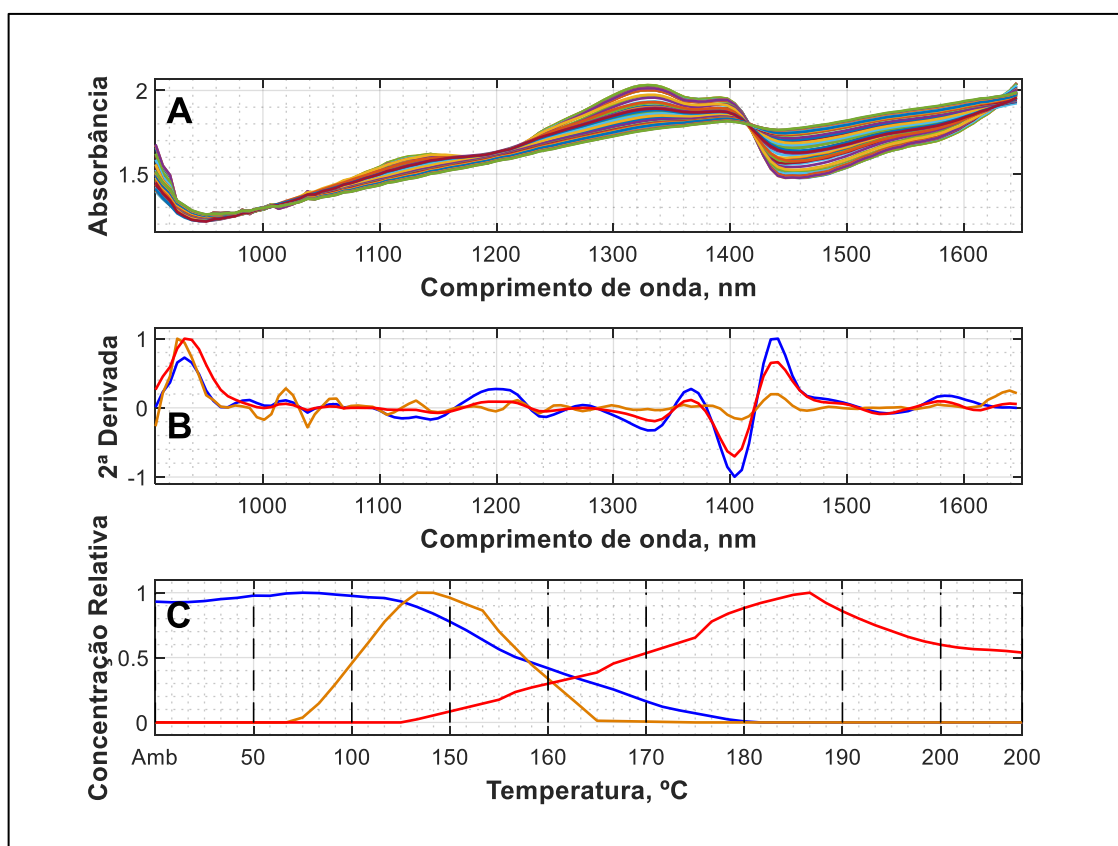 A
Absorbância
2
1.5
1000 1100 1200 1300 1400 1500 1600
Comprimento de onda, nm
B
2ª Derivada
1
0
-1
1000 1100 1200 1300 1400 1500 1600
Comprimento de onda, nm
C
Concentração Relativa
1
0.5
0
Amb 50 100 150 160 170 180 190 200 200
Temperatura, ºC